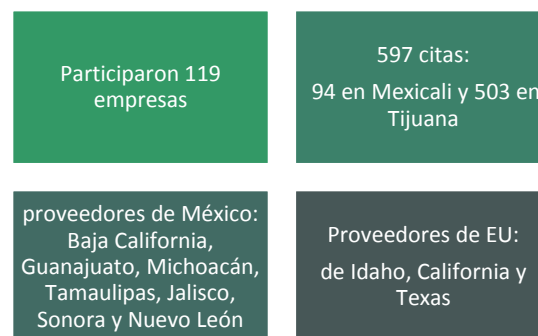 Participaron 119
empresas
597 citas:
94 en Mexicali y 503 en
Tijuana
proveedores de México:
Baja California,
Guanajuato, Michoacán,
Tamaulipas, Jalisco,
Sonora y Nuevo León
Proveedores de EU:
de Idaho, California y
Texas